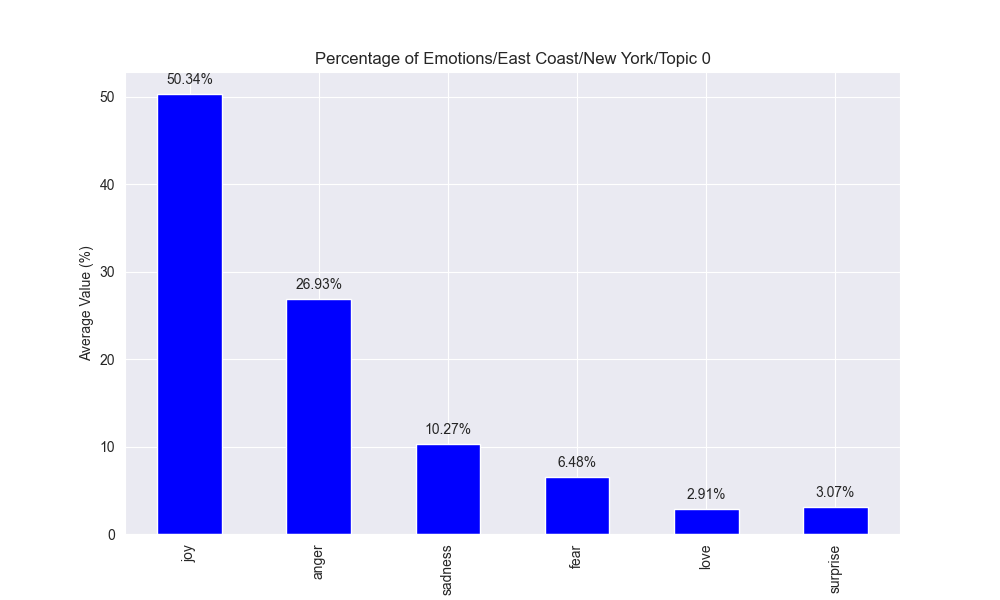 Percentage of Emotions/East Coast/New York/Topic 0
Average Value (%)
50
40
30
20
10
0
50.34%
26.93%
10.27%
6.48%
2.91%
3.07%
joy
anger
sadness
fear
love
surprise